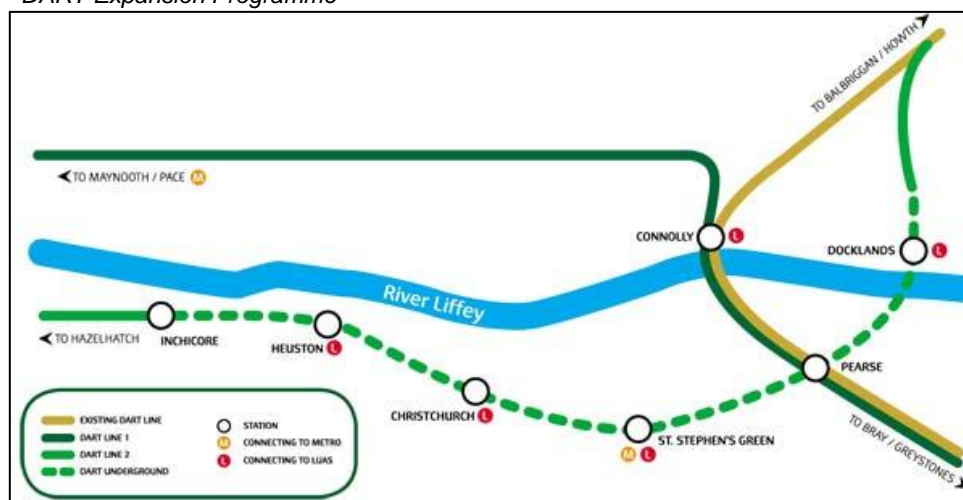 DART Expansion Programme
TO BALBRIGGAN / HOWTH
TO MAYNOOTH / PACE M
CONNOLLY L
DOCKLANDS L
River Liffey
TO HAZELHATCH
INCHICORE
HEUSTON L
PEARSE
CHRISTCHURCH L
ST. STEPHEN'S GREEN
M L
TO BRAY / GREYSTONES
EXISTING DART LINE
DART LINE 1
DART LINE 2
DART UNDERGROUND
STATION
M CONNECTING TO METRO
L CONNECTING TO LUAS